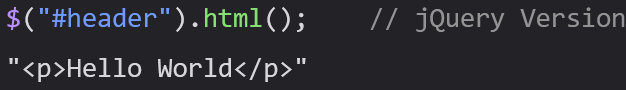 $("#header").html();    // jQuery Version
"<p>Hello World</p>"